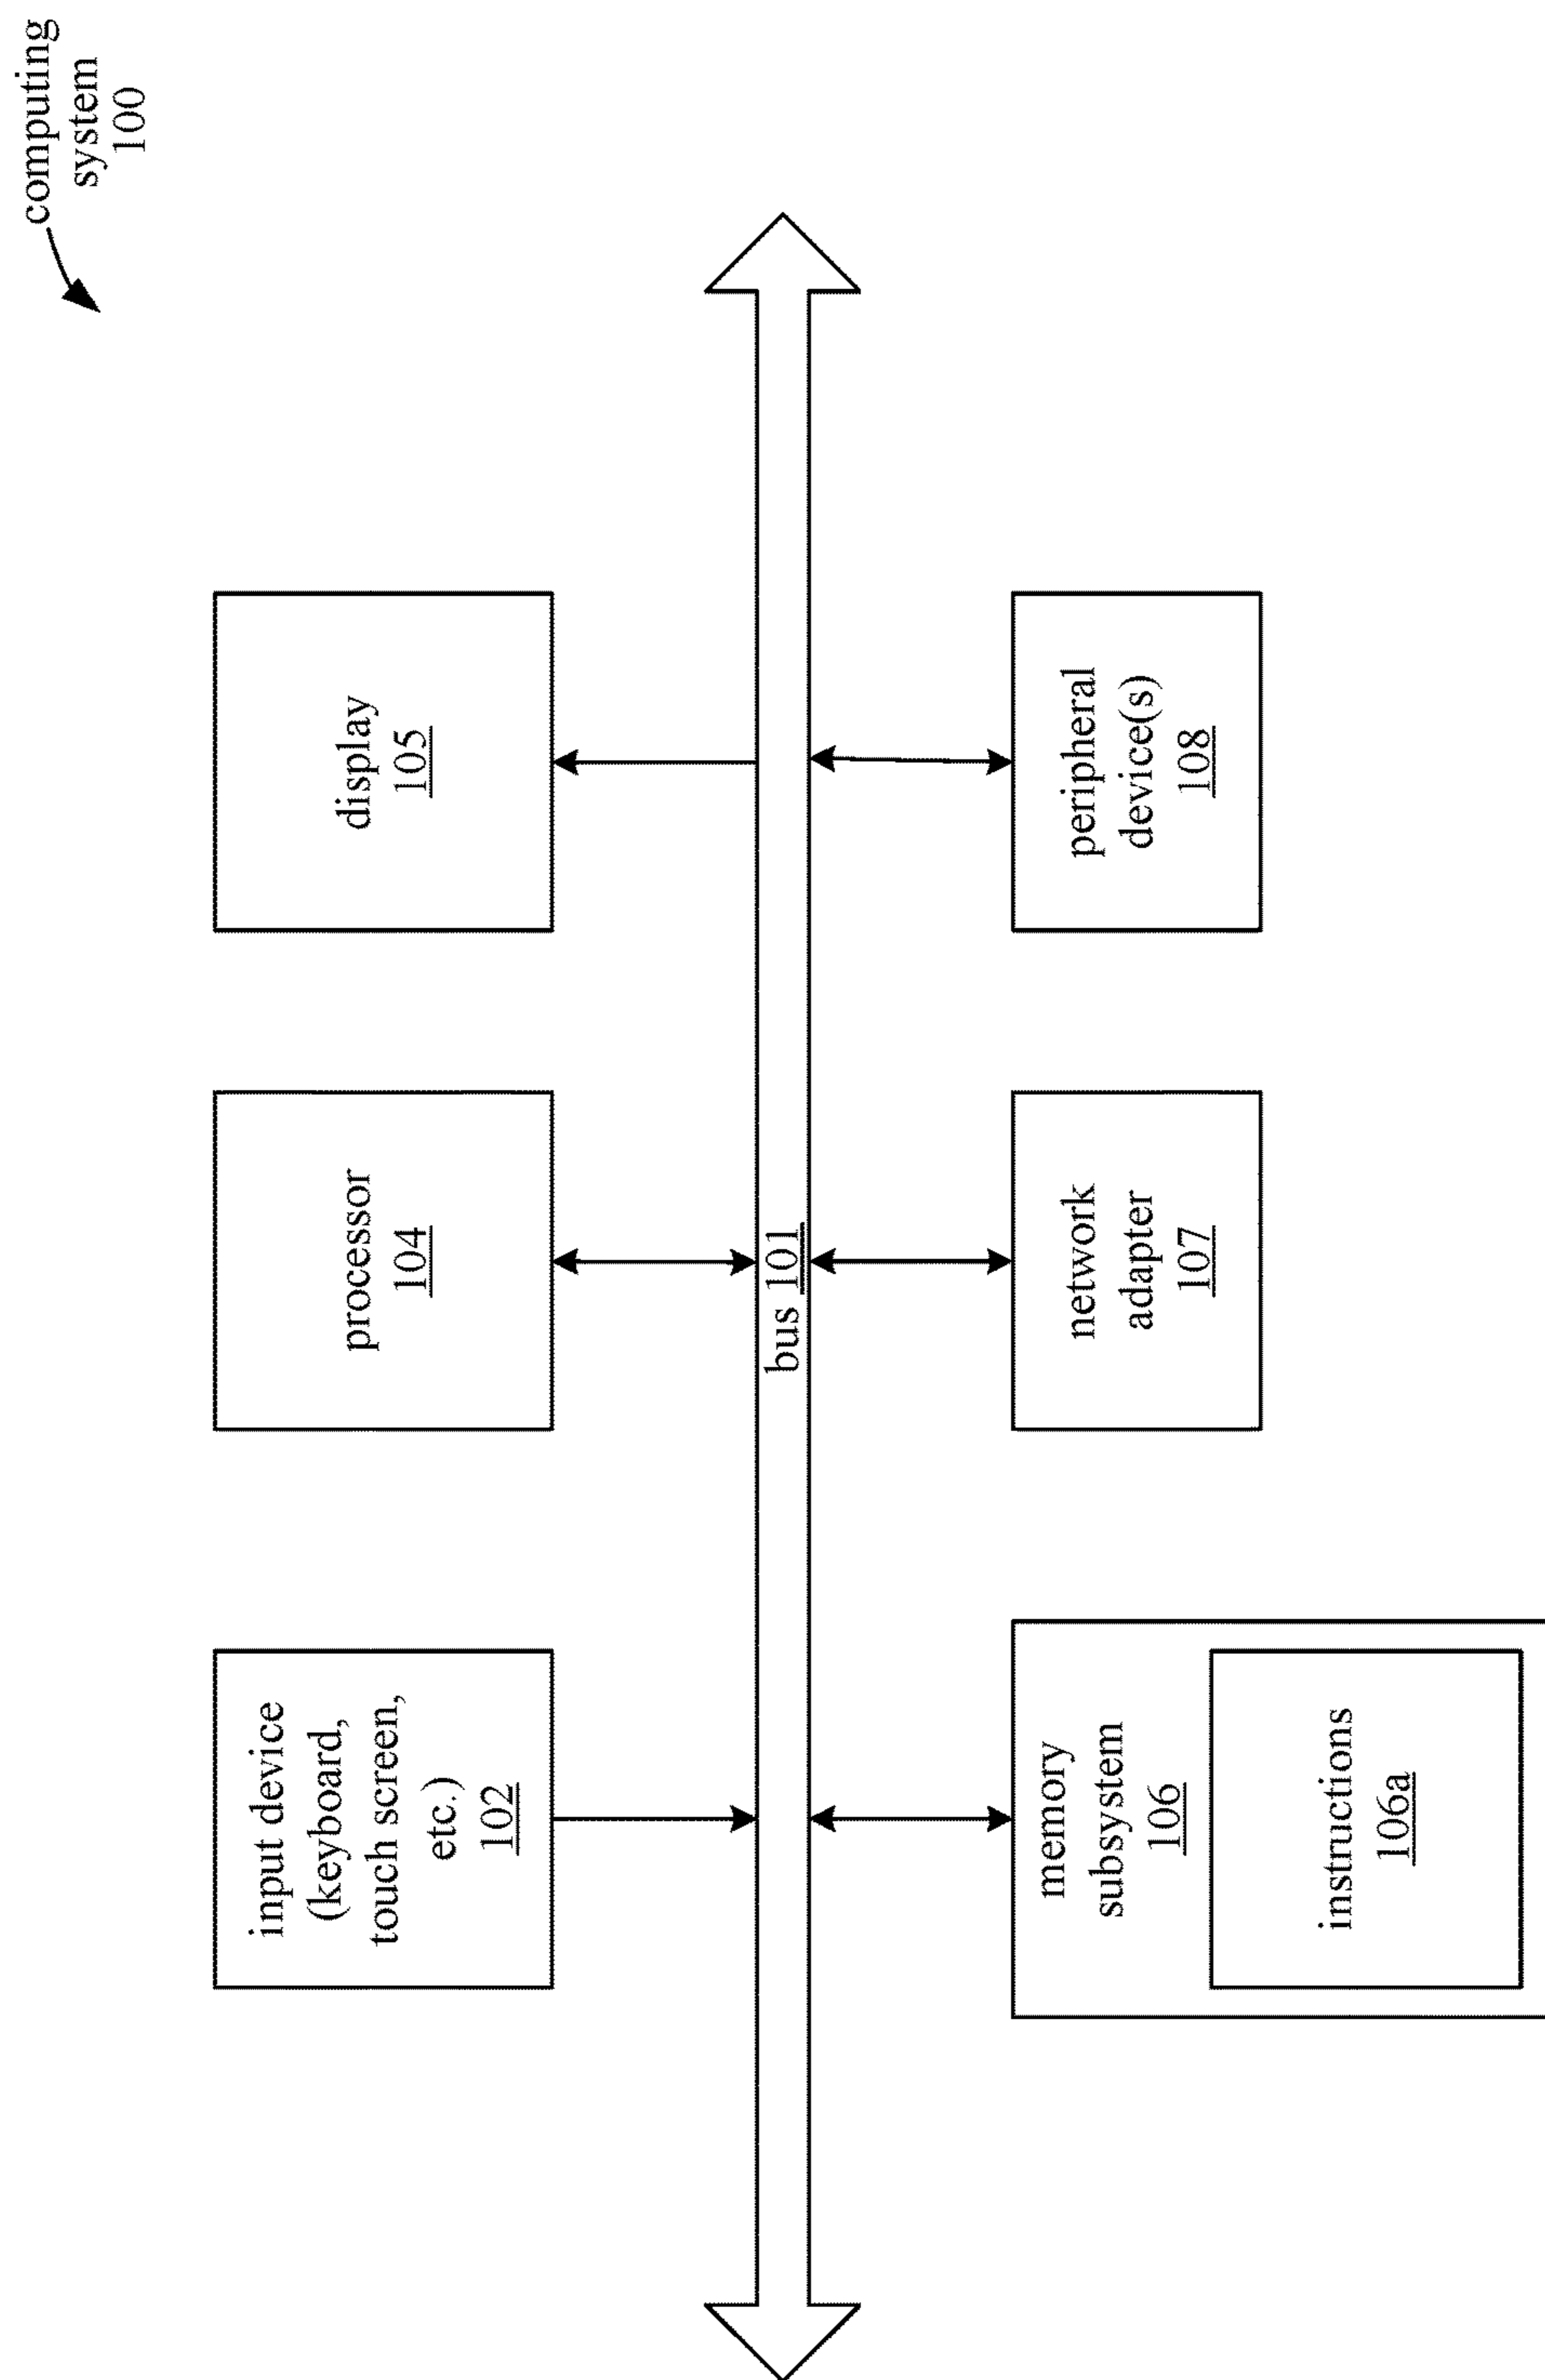 computing
system
100
input device
(keyboard,
touch screen,
etc.)
102
processor
104
display
105
bus 101
memory
subsystem
106
instructions
106a
network
adapter
107
peripheral
device(s)
108